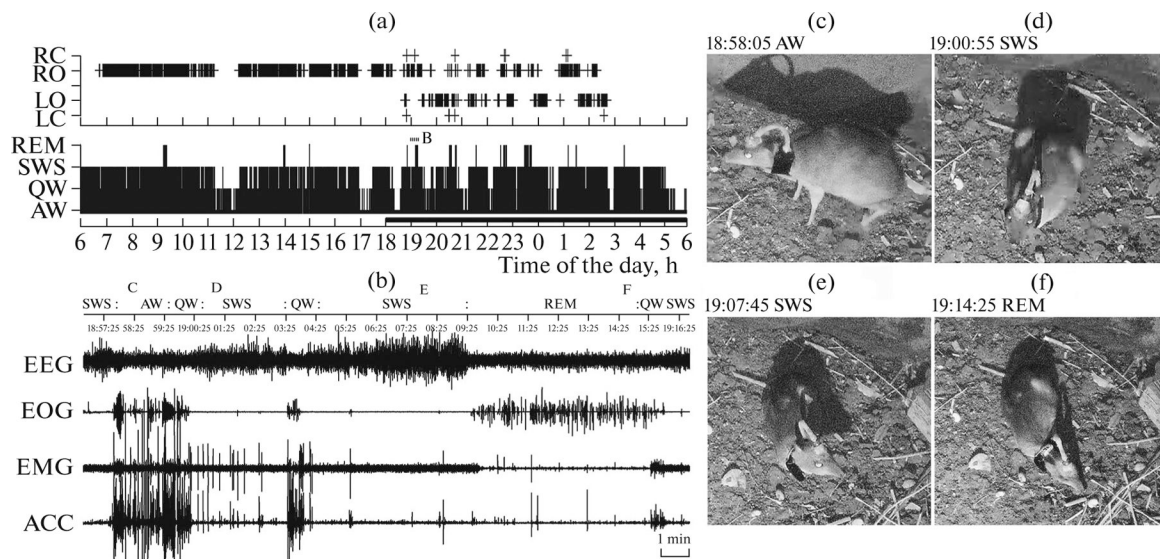 (a)
RC
RO
LO
LC
REM
B
SWS
QW
AW
6 7 8 9 10 11 12 13 14 15 16 17 18 19 20 21 22 23 0 1 2 3 4 5 6
Time of the day, h
(b)
C D E F
SWS : AW : QW : SWS : QW : SWS : REM : QW SWS
18:57:25 58:25 59:25 19:00:25 01:25 02:25 03:25 04:25 05:25 06:25 07:25 08:25 09:25 10:25 11:25 12:25 13:25 14:25 15:25 19:16:25
EEG
EOG
EMG
ACC
1 min
(c)
18:58:05 AW
(d)
19:00:55 SWS
(e)
19:07:45 SWS
(f)
19:14:25 REM